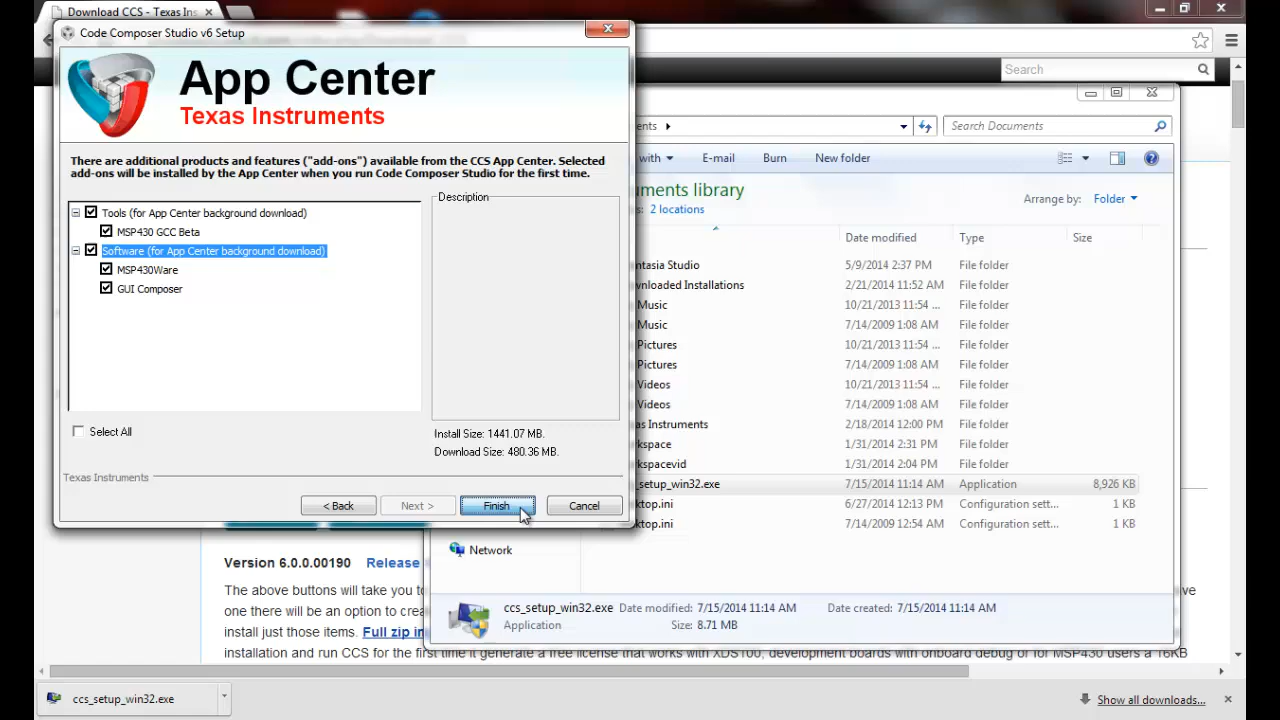 Download CCS - Texas Ins
Code Composer Studio v6 Setup
App Center
Texas Instruments
There are additional products and features ("add-ons") available from the CCS App Center. Selected
add-ons will be installed by the App Center when you run Code Composer Studio for the first time.
Tools (for App Center background download)
MSP430 GCC Beta
Software (for App Center background download)
MSP430Ware
GUI Composer
Description
Select All
Install Size: 1441.07 MB.
Download Size: 480.36 MB.
Texas Instruments
< Back
Next >
Finish
Cancel
Search
ents
Search Documents
with
E-mail
Burn
New folder
uments library
s: 2 locations
Arrange by: Folder
Date modified Type Size
ntasia Studio 5/9/2014 2:37 PM File folder
wnloaded Installations 2/21/2014 11:52 AM File folder
Music 10/21/2013 11:54 ... File folder
Music 7/14/2009 1:08 AM File folder
Pictures 10/21/2013 11:54 ... File folder
Pictures 7/14/2009 1:08 AM File folder
Videos 10/21/2013 11:54 ... File folder
Videos 7/14/2009 1:08 AM File folder
as Instruments 2/18/2014 12:00 PM File folder
kspace 1/31/2014 2:31 PM File folder
kspacevid 1/31/2014 2:04 PM File folder
_setup_win32.exe 7/15/2014 11:14 AM Application 8,926 KB
ktop.ini 6/27/2014 12:13 PM Configuration sett... 1 KB
ktop.ini 7/14/2009 12:54 AM Configuration sett... 1 KB
Network
ccs_setup_win32.exe Date modified: 7/15/2014 11:14 AM Date created: 7/15/2014 11:14 AM
Application Size: 8.71 MB
Version 6.0.0.00190 Release
The above buttons will take you to
ve
one there will be an option to crea
install just those items. Full zip in
installation and run CCS for the first time it generate a free license that works with XDS100, development boards with onboard debug or for MSP430 users a 16KB
ccs_setup_win32.exe
Show all downloads...